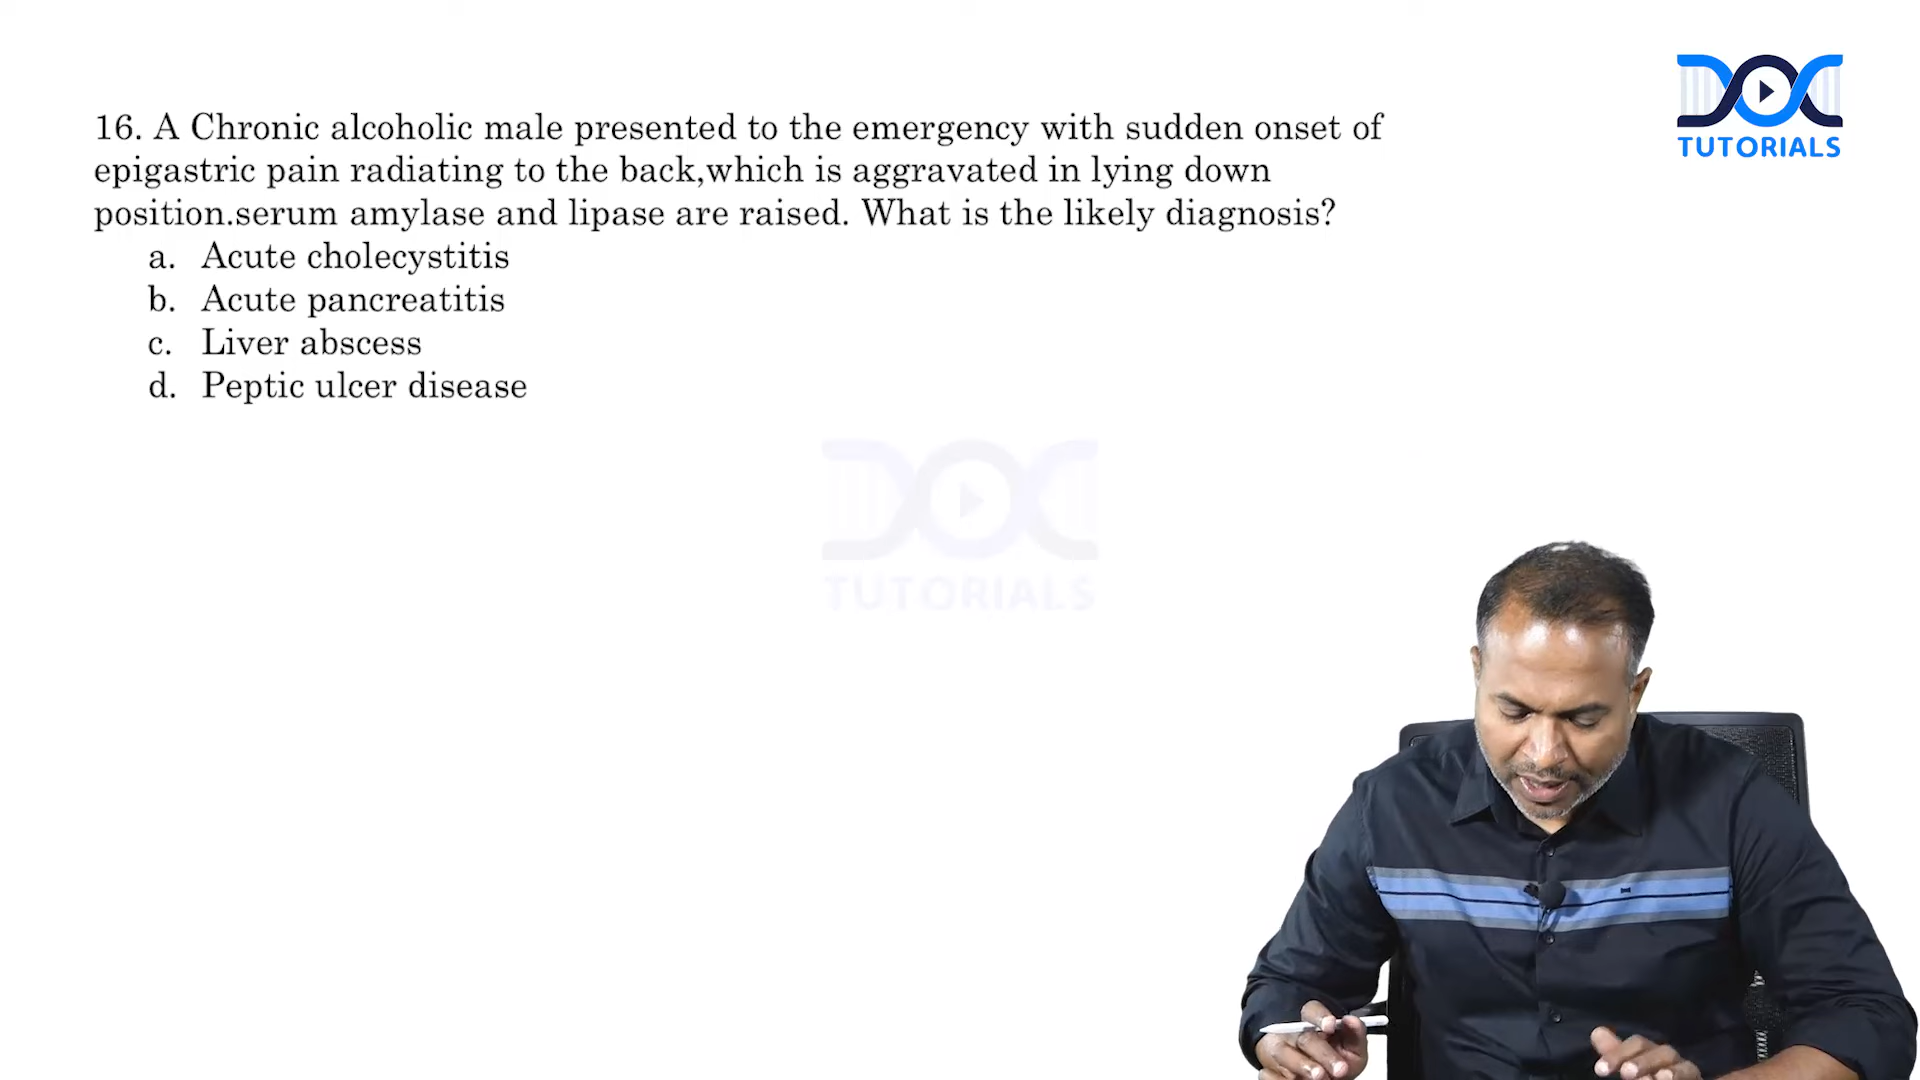 DOC
TUTORIALS
16. A Chronic alcoholic male presented to the emergency with sudden onset of
epigastric pain radiating to the back,which is aggravated in lying down
position.serum amylase and lipase are raised. What is the likely diagnosis?
a. Acute cholecystitis
b. Acute pancreatitis
c. Liver abscess
d. Peptic ulcer disease
DOC
TUTORIALS